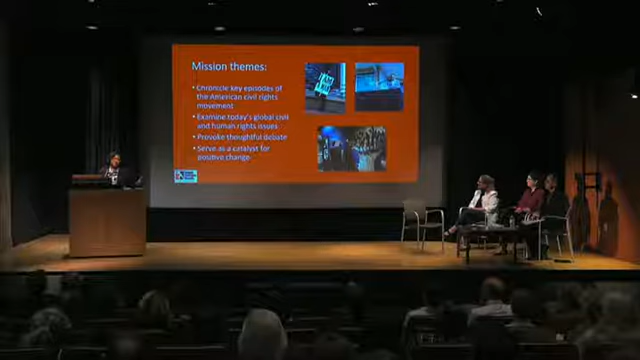 Mission themes:
• Chronicle key episodes of
the American civil rights
movement
• Examine today's global civil
and human rights issues
• Provoke thoughtful debate
• Serve as a catalyst for
positive change
I AM